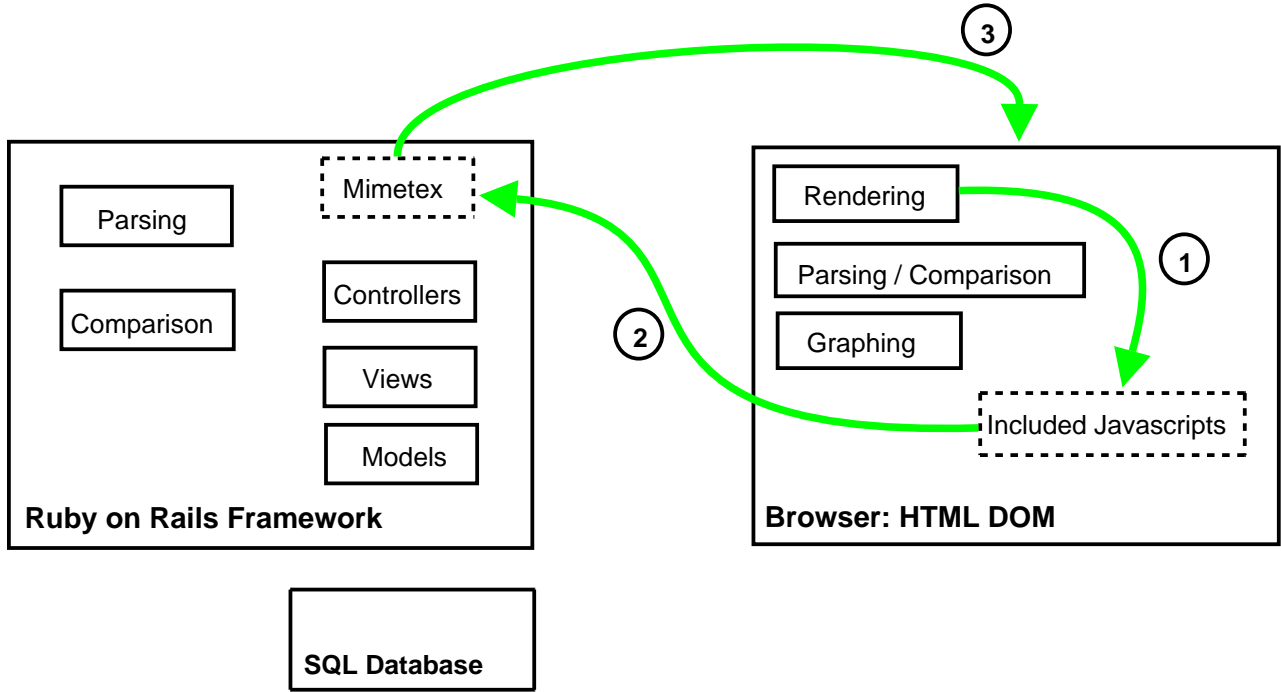 3
Mimetex
Parsing
Controllers
Comparison
Views
Models
Ruby on Rails Framework
2
Rendering
1
Parsing / Comparison
Graphing
Included Javascripts
Browser: HTML DOM
SQL Database